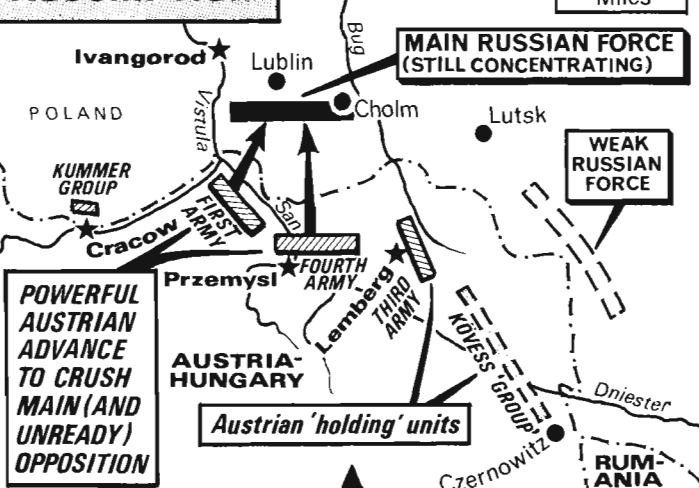 Miles
Ivangorod
Lublin
Bug
MAIN RUSSIAN FORCE
(STILL CONCENTRATING)
POLAND
Vistula
Cholm
Lutsk
WEAK
RUSSIAN
FORCE
KUMMER
GROUP
Cracow
FIRST
ARMY
San
Przemysl
FOURTH
ARMY
Lemberg
THIRD
ARMY
KÖVESS 'GROUP'
POWERFUL
AUSTRIAN
ADVANCE
TO CRUSH
MAIN (AND
UNREADY)
OPPOSITION
AUSTRIA-
HUNGARY
Austrian 'holding' units
Dniester
Czernowitz
RUM-
ANIA